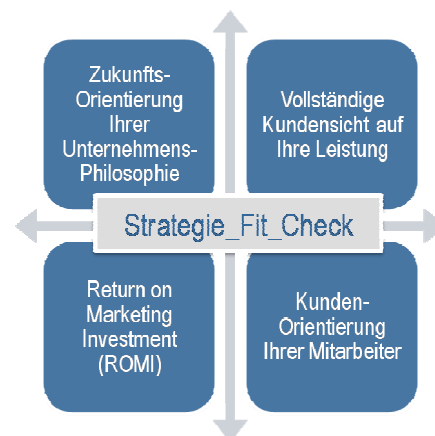 Zukunfts-
Orientierung
Ihrer
Unternehmens-
Philosophie
Vollständige
Kundensicht auf
Ihre Leistung
Strategie_Fit_Check
Return on
Marketing
Investment
(ROMI)
Kunden-
Orientierung
Ihrer Mitarbeiter